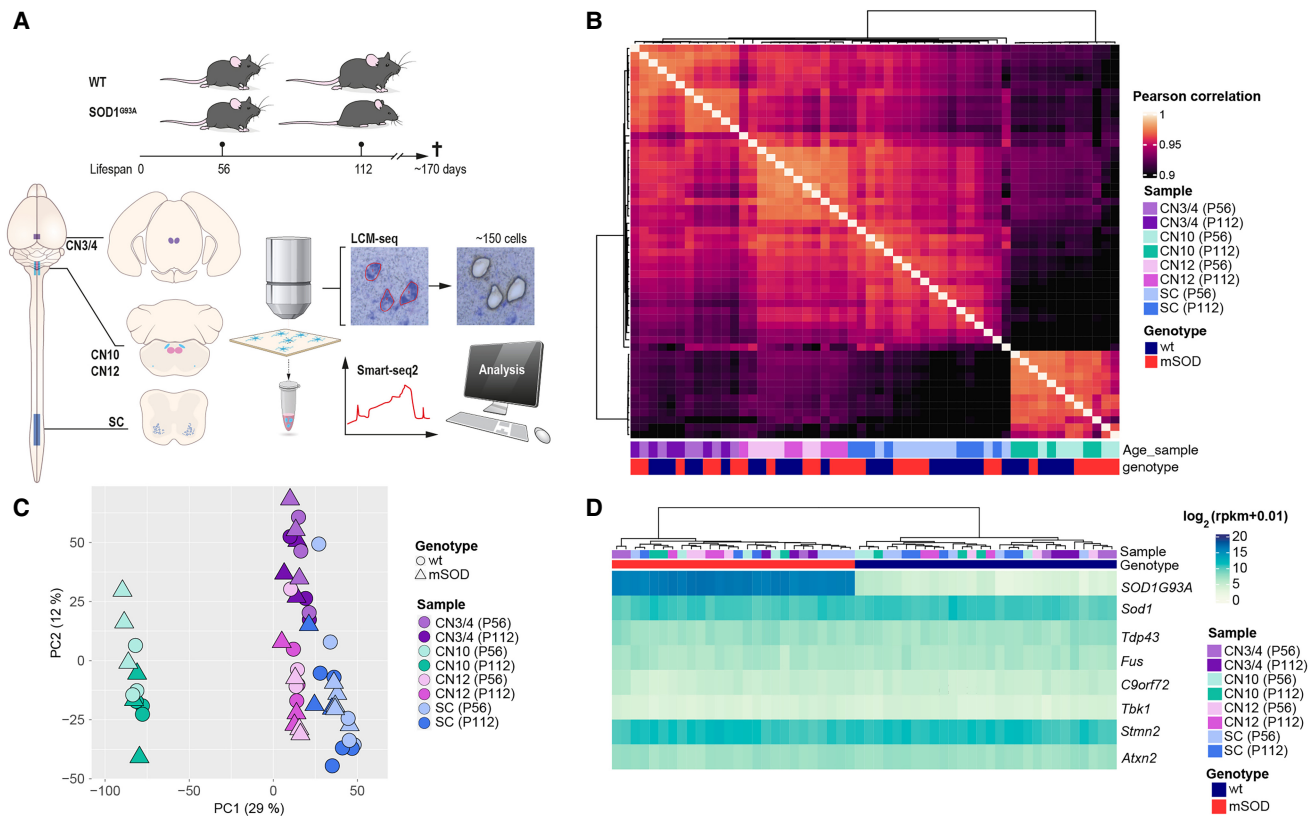 A
WT
SOD1G93A
Lifespan 0
56
112
~170 days
CN3/4
CN10
CN12
SC
LCM-seq
~150 cells
Smart-seq2
Analysis
B
Pearson correlation
1
0.95
0.9
Sample
CN3/4 (P56)
CN3/4 (P112)
CN10 (P56)
CN10 (P112)
CN12 (P56)
CN12 (P112)
SC (P56)
SC (P112)
Genotype
wt
mSOD
Age_sample
genotype
C
50
25
0
−25
−50
PC2 (12 %)
−100
−50
0
50
PC1 (29 %)
Genotype
wt
mSOD
Sample
CN3/4 (P56)
CN3/4 (P112)
CN10 (P56)
CN10 (P112)
CN12 (P56)
CN12 (P112)
SC (P56)
SC (P112)
D
Sample
Genotype
SOD1G93A
Sod1
Tdp43
Fus
C9orf72
Tbk1
Stmn2
Atxn2
log2 (rpkm+0.01)
20
15
10
5
0
Sample
CN3/4 (P56)
CN3/4 (P112)
CN10 (P56)
CN10 (P112)
CN12 (P56)
CN12 (P112)
SC (P56)
SC (P112)
Genotype
wt
mSOD